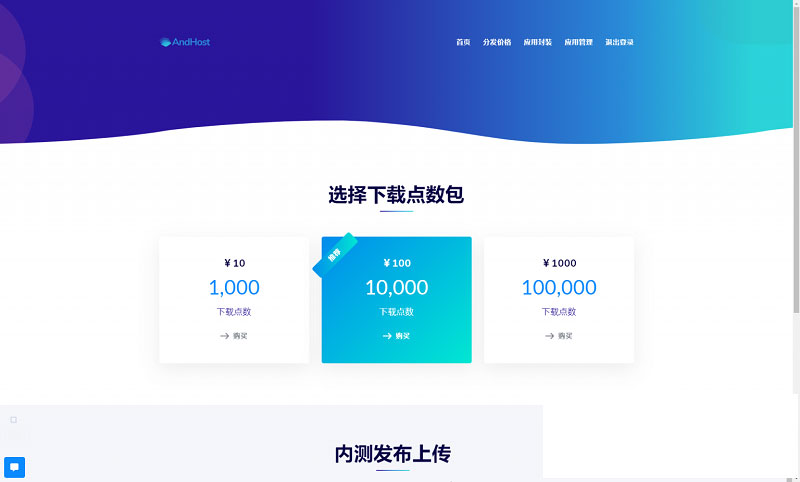 AndHost
首页 分发价格 应用封装 应用管理 退出登录
选择下载点数包
推荐
¥ 10
1,000
下载点数
→ 购买
¥ 100
10,000
下载点数
→ 购买
¥ 1000
100,000
下载点数
→ 购买
内测发布上传